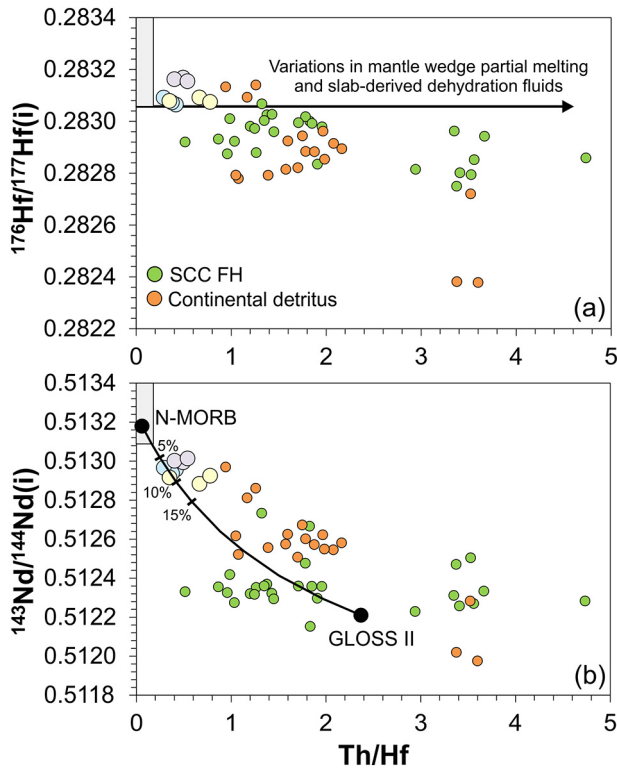 0.2834
0.2832
0.2830
0.2828
0.2826
0.2824
0.2822
176Hf/177Hf(i)
Variations in mantle wedge partial melting
and slab-derived dehydration fluids
SCC FH
Continental detritus
(a)
0 1 2 3 4 5
0.5134
0.5132
0.5130
0.5128
0.5126
0.5124
0.5122
0.5120
0.5118
143Nd/144Nd(i)
N-MORB
5%
10%
15%
GLOSS II
(b)
0 1 2 3 4 5
Th/Hf